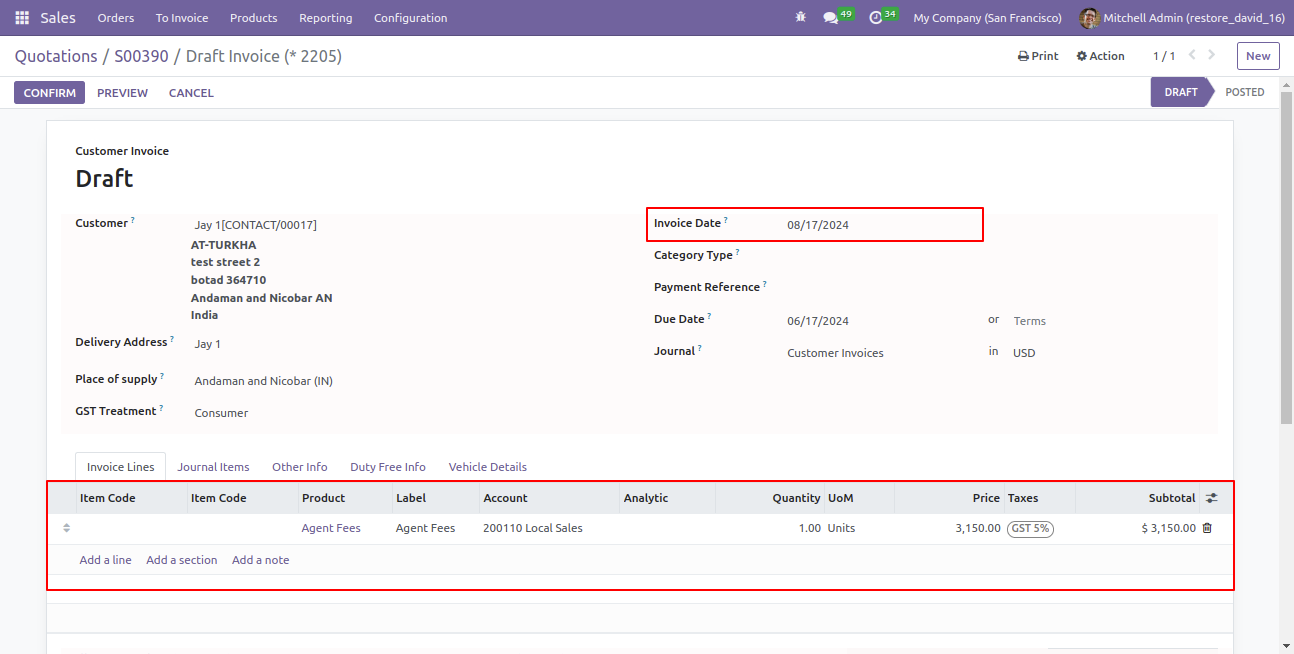 Sales Orders To Invoice Products Reporting Configuration 49 34 My Company (San Francisco) Mitchell Admin (restore_david_16)
Quotations / S00390 / Draft Invoice (* 2205) Print Action 1 / 1 New
CONFIRM PREVIEW CANCEL DRAFT POSTED
Customer Invoice
Draft
Customer ? Jay 1[CONTACT/00017]
AT-TURKHA
test street 2
botad 364710
Andaman and Nicobar AN
India
Delivery Address ? Jay 1
Place of supply ? Andaman and Nicobar (IN)
GST Treatment ? Consumer
Invoice Date ? 08/17/2024
Category Type ?
Payment Reference ?
Due Date ? 06/17/2024 or Terms
Journal ? Customer Invoices in USD
Invoice Lines Journal Items Other Info Duty Free Info Vehicle Details
Item Code Item Code Product Label Account Analytic Quantity UoM Price Taxes Subtotal
Agent Fees Agent Fees 200110 Local Sales 1.00 Units 3,150.00 GST 5% $ 3,150.00
Add a line Add a section Add a note